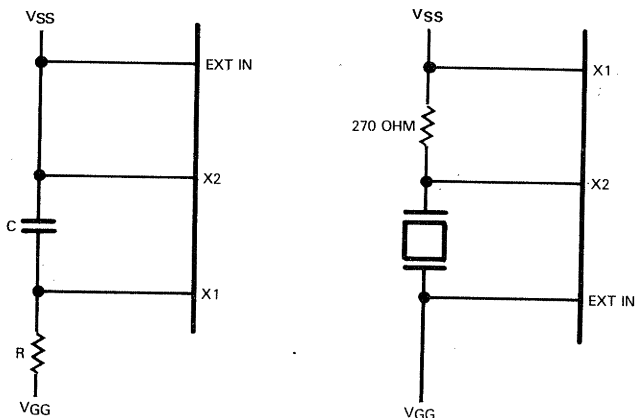 VSS
EXT IN
X2
C
X1
R
VGG
VSS
X1
270 OHM
X2
EXT IN
VGG